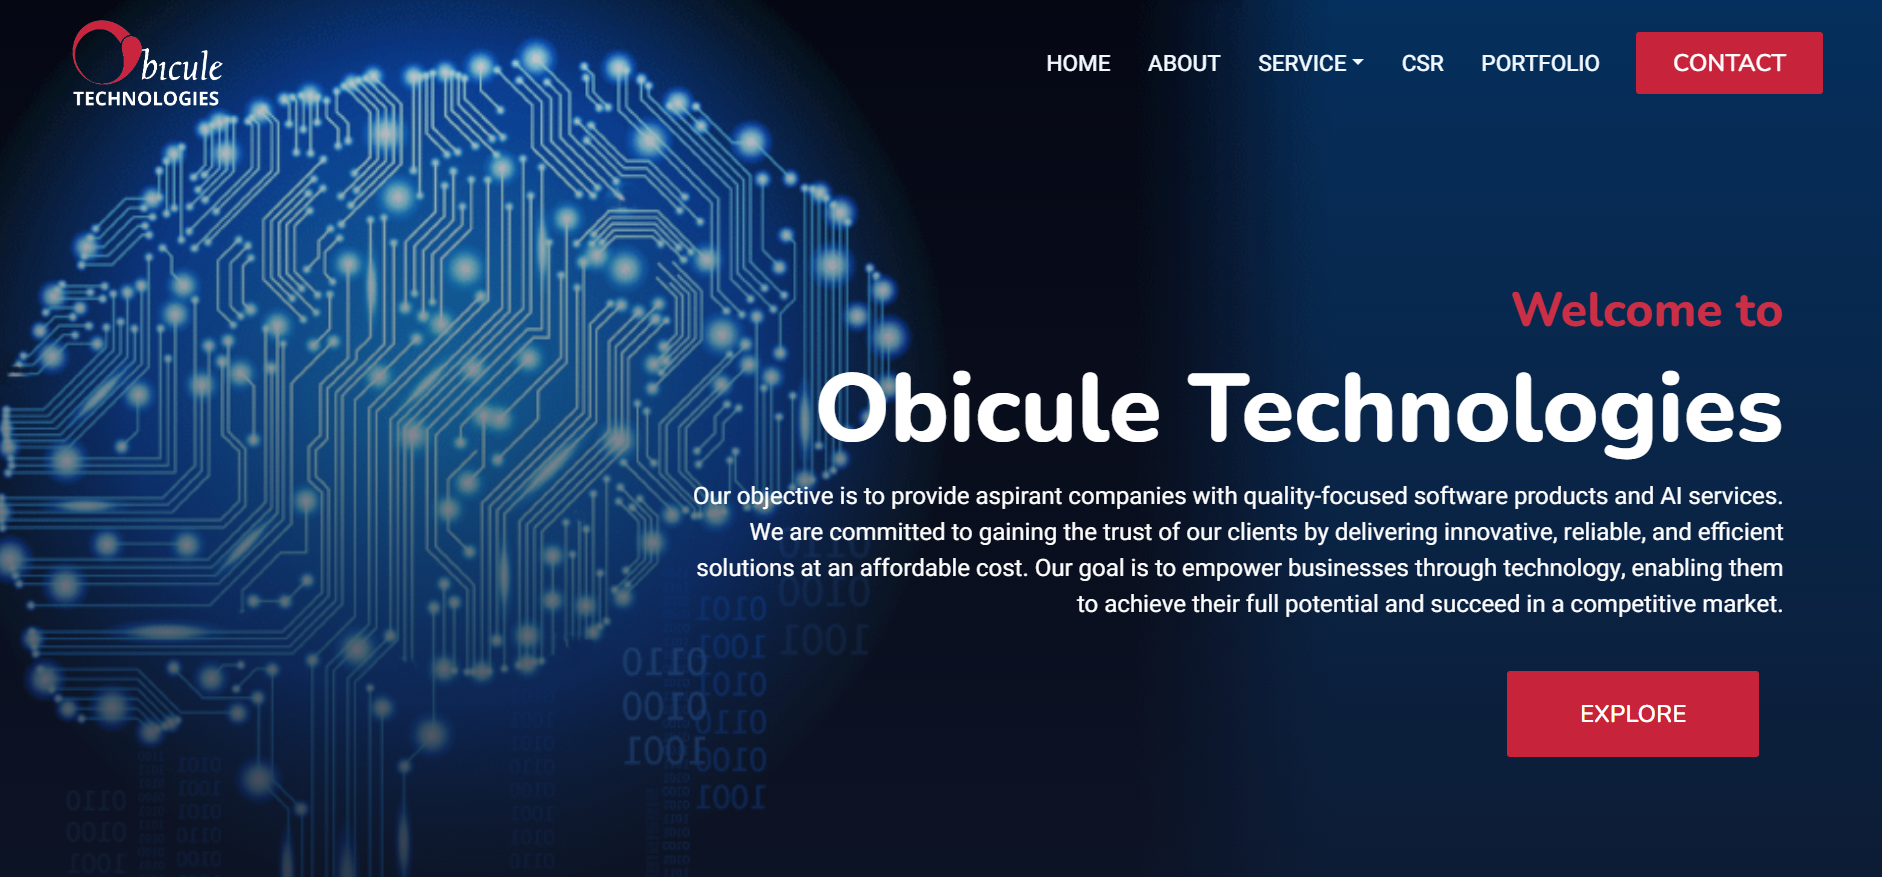 Obicule
TECHNOLOGIES
HOME ABOUT SERVICE CSR PORTFOLIO CONTACT
Welcome to
Obicule Technologies
Our objective is to provide aspirant companies with quality-focused software products and AI services.
We are committed to gaining the trust of our clients by delivering innovative, reliable, and efficient
solutions at an affordable cost. Our goal is to empower businesses through technology, enabling them
to achieve their full potential and succeed in a competitive market.
EXPLORE